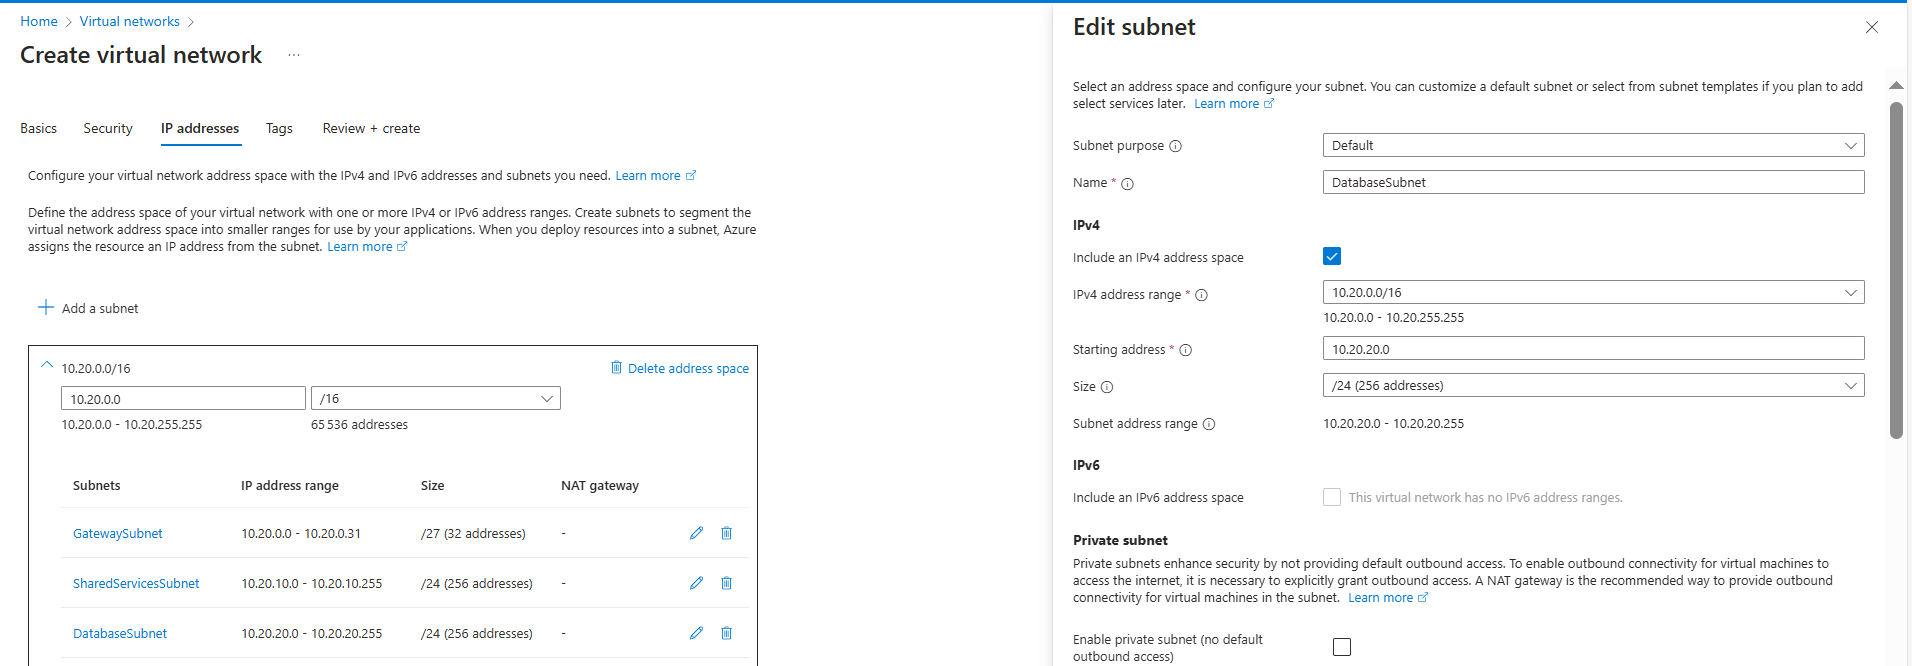 Home > Virtual networks >
Create virtual network ...
Basics Security IP addresses Tags Review + create
Configure your virtual network address space with the IPv4 and IPv6 addresses and subnets you need. Learn more
Define the address space of your virtual network with one or more IPv4 or IPv6 address ranges. Create subnets to segment the
virtual network address space into smaller ranges for use by your applications. When you deploy resources into a subnet, Azure
assigns the resource an IP address from the subnet. Learn more
+ Add a subnet
10.20.0.0/16 Delete address space
10.20.0.0 /16
10.20.0.0 - 10.20.255.255 65 536 addresses
Subnets IP address range Size NAT gateway
GatewaySubnet 10.20.0.0 - 10.20.0.31 /27 (32 addresses) -
SharedServicesSubnet 10.20.10.0 - 10.20.10.255 /24 (256 addresses) -
DatabaseSubnet 10.20.20.0 - 10.20.20.255 /24 (256 addresses) -
Edit subnet
Select an address space and configure your subnet. You can customize a default subnet or select from subnet templates if you plan to add
select services later. Learn more
Subnet purpose Default
Name * DatabaseSubnet
IPv4
Include an IPv4 address space
IPv4 address range * 10.20.0.0/16
10.20.0.0 - 10.20.255.255
Starting address * 10.20.20.0
Size /24 (256 addresses)
Subnet address range 10.20.20.0 - 10.20.20.255
IPv6
Include an IPv6 address space This virtual network has no IPv6 address ranges.
Private subnet
Private subnets enhance security by not providing default outbound access. To enable outbound connectivity for virtual machines to
access the internet, it is necessary to explicitly grant outbound access. A NAT gateway is the recommended way to provide outbound
connectivity for virtual machines in the subnet. Learn more
Enable private subnet (no default
outbound access)